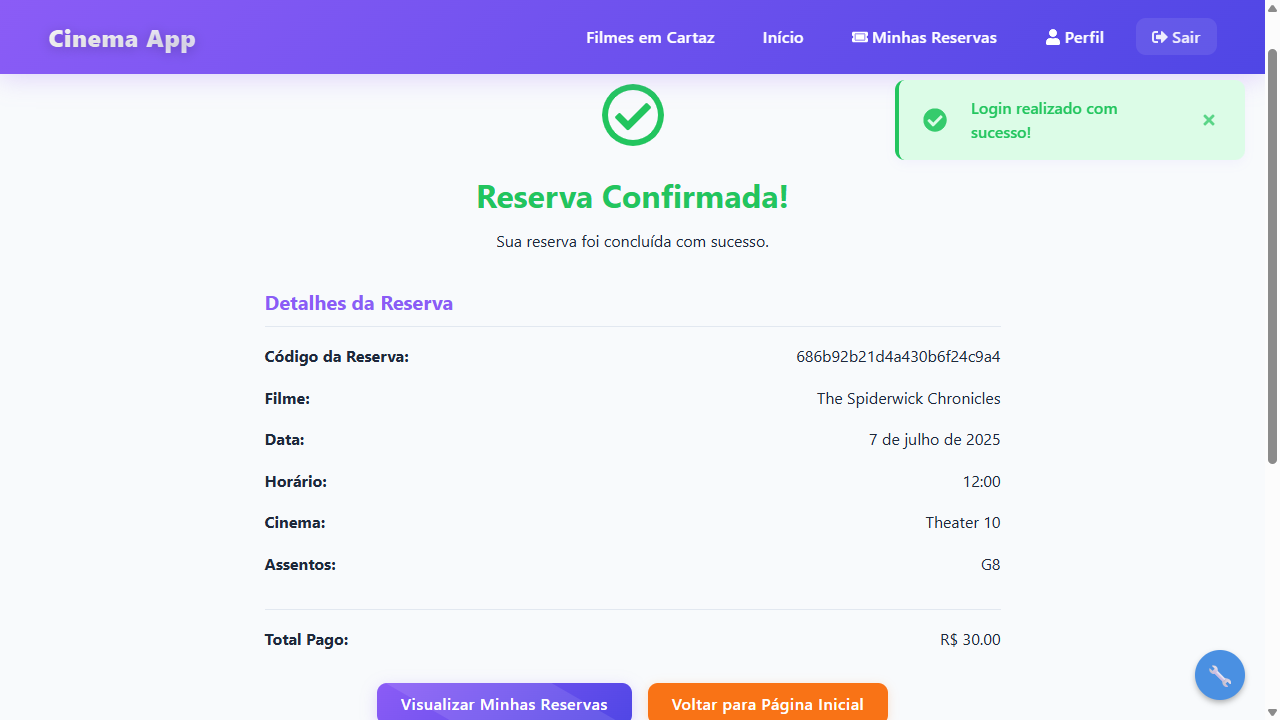 Cinema App
Filmes em Cartaz
Início
Minhas Reservas
Perfil
Sair
Login realizado com
sucesso!
Reserva Confirmada!
Sua reserva foi concluída com sucesso.
Detalhes da Reserva
Código da Reserva: 686b92b21d4a430b6f24c9a4
Filme: The Spiderwick Chronicles
Data: 7 de julho de 2025
Horário: 12:00
Cinema: Theater 10
Assentos: G8
Total Pago: R$ 30.00
Visualizar Minhas Reservas
Voltar para Página Inicial